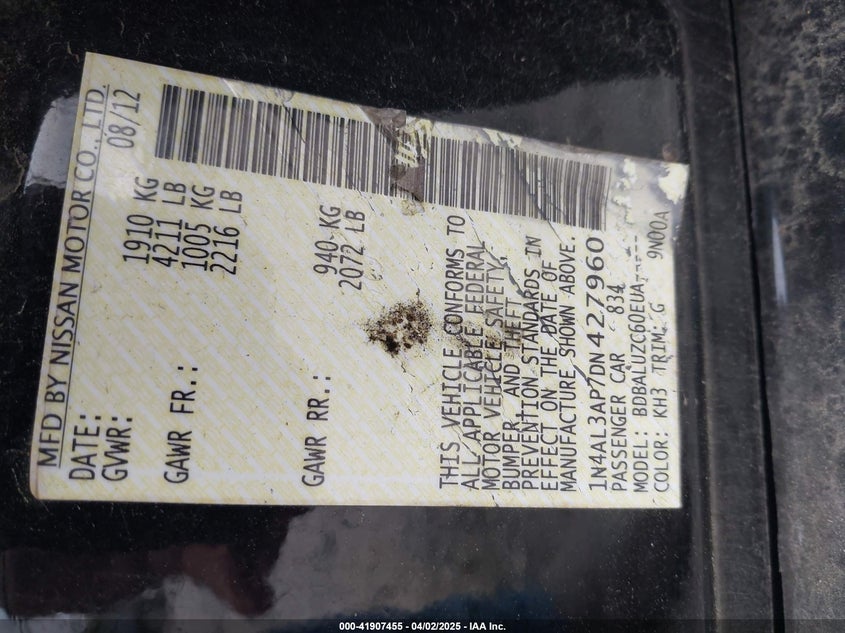 MFD BY NISSAN MOTOR CO., LTD.
DATE: 08/12
GVWR: 1910 KG
4211 LB
GAWR FR.: 1005 KG
2216 LB
GAWR RR.: 940 KG
2072 LB
THIS VEHICLE CONFORMS TO
ALL APPLICABLE FEDERAL
MOTOR VEHICLE SAFETY,
BUMPER AND THEFT
PREVENTION STANDARDS IN
EFFECT ON THE DATE OF
MANUFACTURE SHOWN ABOVE.
1N4AL3AP7DN427960
PASSENGER CAR 834
MODEL: BDBALUZC60EUA-----
COLOR: KH3 TRIM: G 9N00A
000-41907455 - 04/02/2025 - IAA Inc.